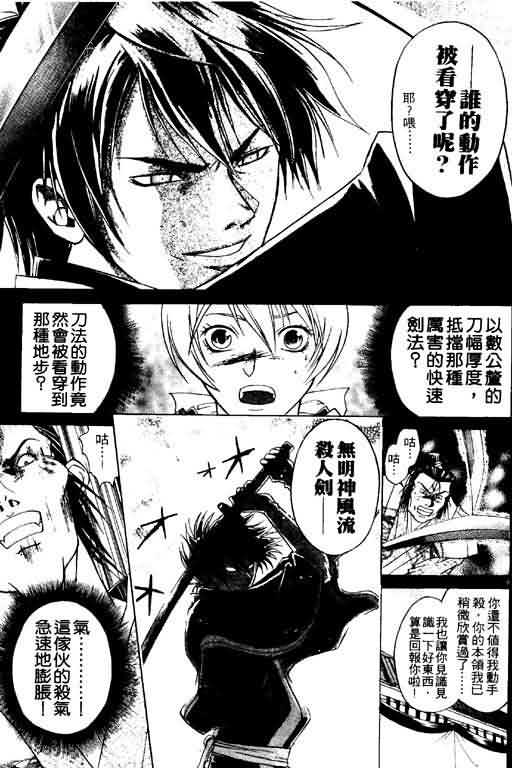 ——誰的動作
被看穿了呢？
耶？喂……
以數公釐的
刀幅厚度，
抵擋那種
厲害的快速
劍法？
刀法的動作竟
然會被看穿到
那種地步？
咕
咕……
你還不值得我動手
殺．你的本領我已
稍微欣賞過了……
我也讓你見識見
識一下好東西．
算是回報你啦！
無明神風流
殺人劍——
咕
咕……
氣……！
這傢伙的殺氣
急速地膨脹！